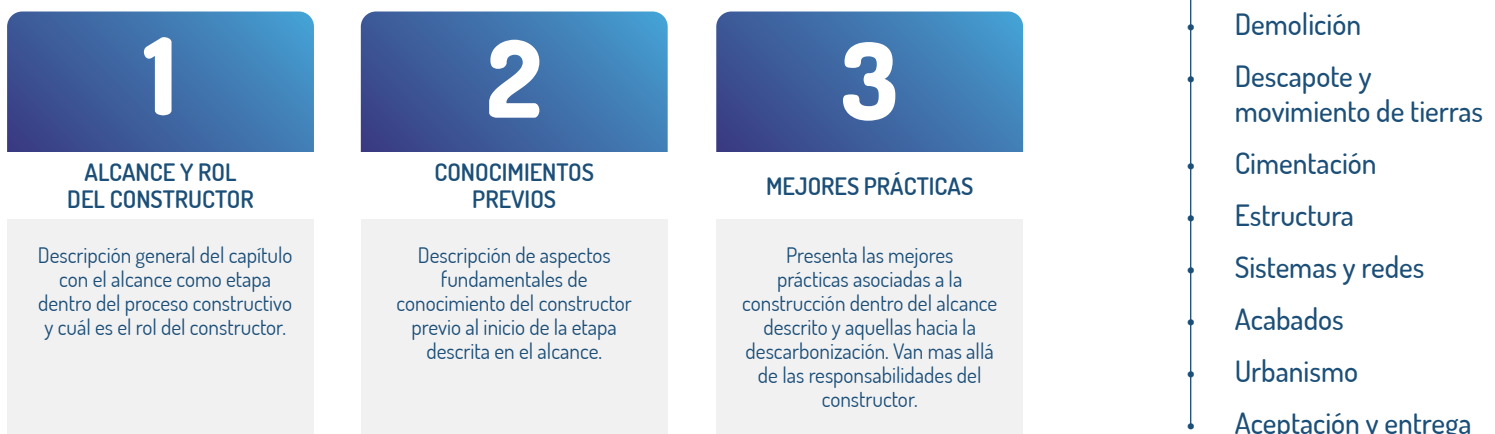 1
ALCANCE Y ROL
DEL CONSTRUCTOR
Descripción general del capítulo
con el alcance como etapa
dentro del proceso constructivo
y cuál es el rol del constructor.
2
CONOCIMIENTOS
PREVIOS
Descripción de aspectos
fundamentales de
conocimiento del constructor
previo al inicio de la etapa
descrita en el alcance.
3
MEJORES PRÁCTICAS
Presenta las mejores
prácticas asociadas a la
construcción dentro del alcance
descrito y aquellas hacia la
descarbonización. Van mas allá
de las responsabilidades del
constructor.
Demolición
Descapote y
movimiento de tierras
Cimentación
Estructura
Sistemas y redes
Acabados
Urbanismo
Aceptación y entrega